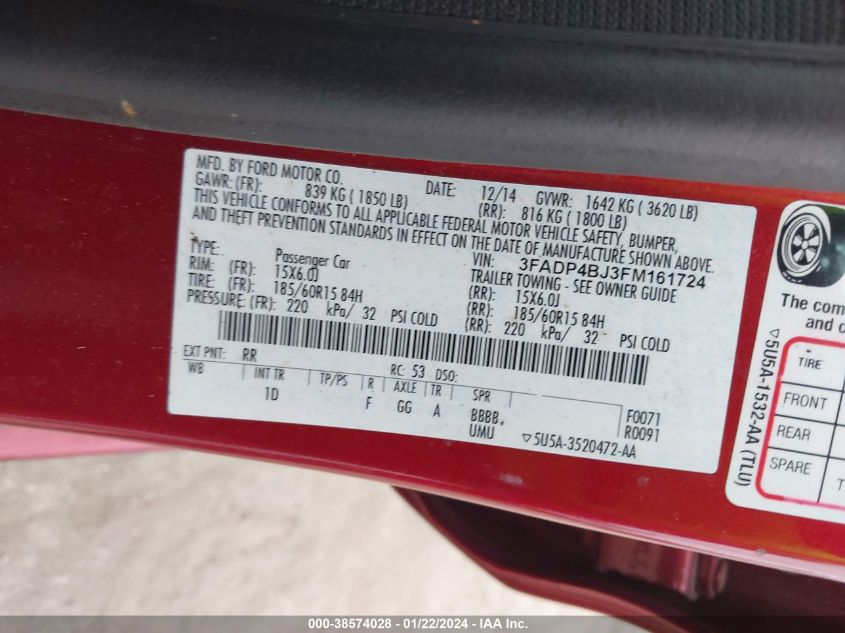 MFD. BY FORD MOTOR CO.
DATE: 12/14 GVWR: 1642 KG ( 3620 LB)
GAWR: (FR): 839 KG ( 1850 LB) (RR): 816 KG ( 1800 LB)
THIS VEHICLE CONFORMS TO ALL APPLICABLE FEDERAL MOTOR VEHICLE SAFETY, BUMPER,
AND THEFT PREVENTION STANDARDS IN EFFECT ON THE DATE OF MANUFACTURE SHOWN ABOVE.
VIN: 3FADP4BJ3FM161724
TYPE: Passenger Car TRAILER TOWING - SEE OWNER GUIDE
RIM: (FR): 15X6.0J (RR): 15X6.0J
TIRE: (FR): 185/60R15 84H (RR): 185/60R15 84H
PRESSURE: (FR): 220 kPa/ 32 PSI COLD (RR): 220 kPa/ 32 PSI COLD
EXT PNT: RR RC: 53 DSO:
WB INT TR TP/PS R AXLE TR SPR
1D F GG A BBBB, F0071
UMU R0091
▽5U5A-3520472-AA
The com
and c
TIRE
FRONT
REAR
SPARE T
▽5U5A-1532-AA (TLU)
000-38574028 - 01/22/2024 - IAA Inc.